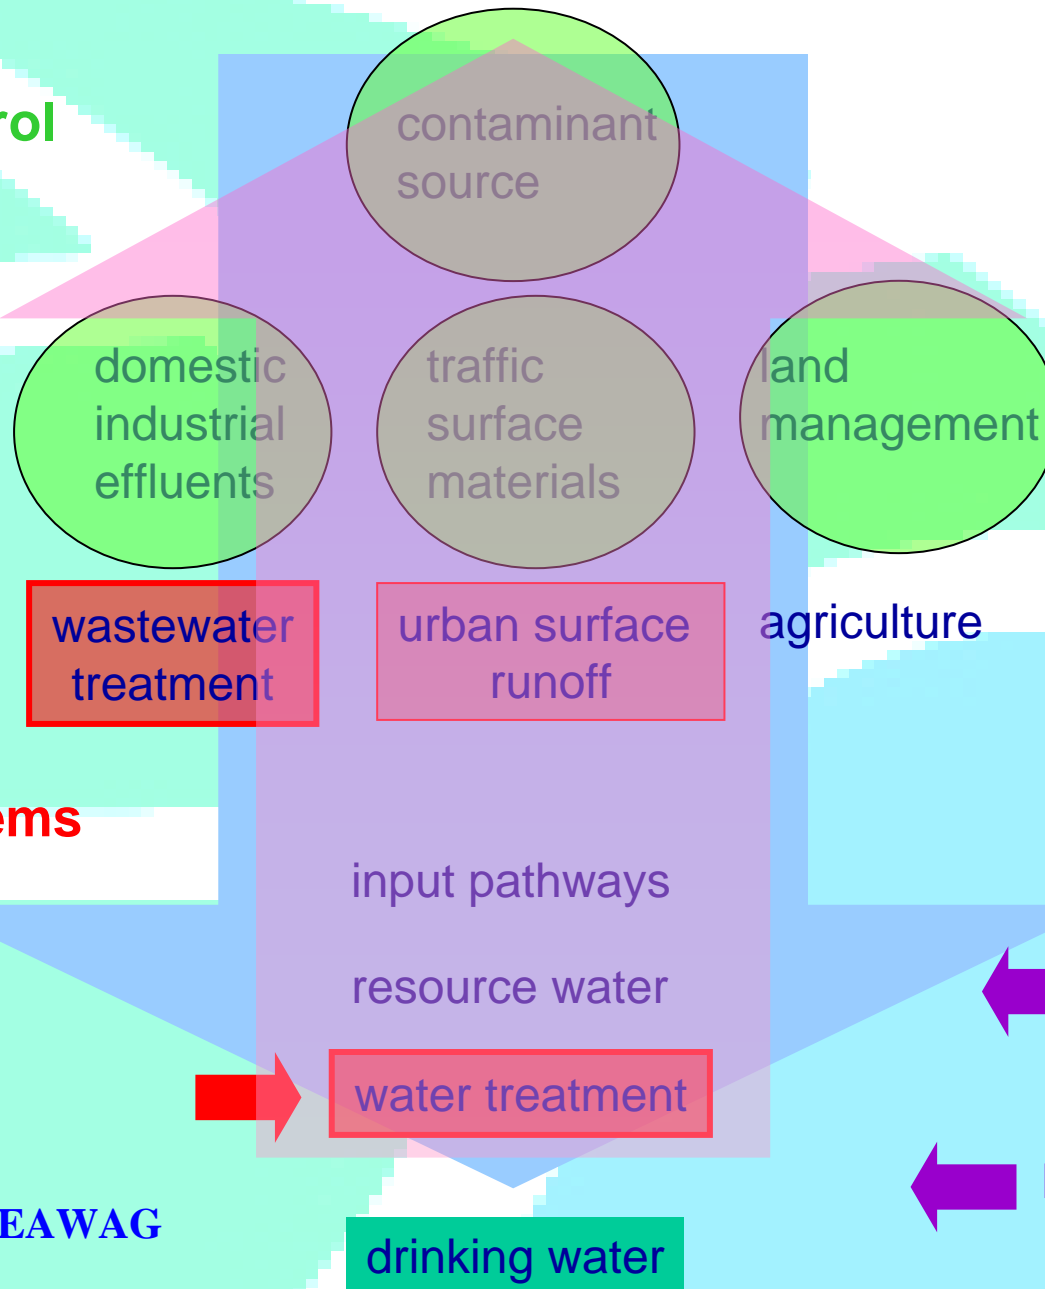 rol
contaminant
source
domestic
industrial
effluents
traffic
surface
materials
land
management
wastewater
treatment
urban surface
runoff
agriculture
ems
input pathways
resource water
water treatment
EAWAG
drinking water